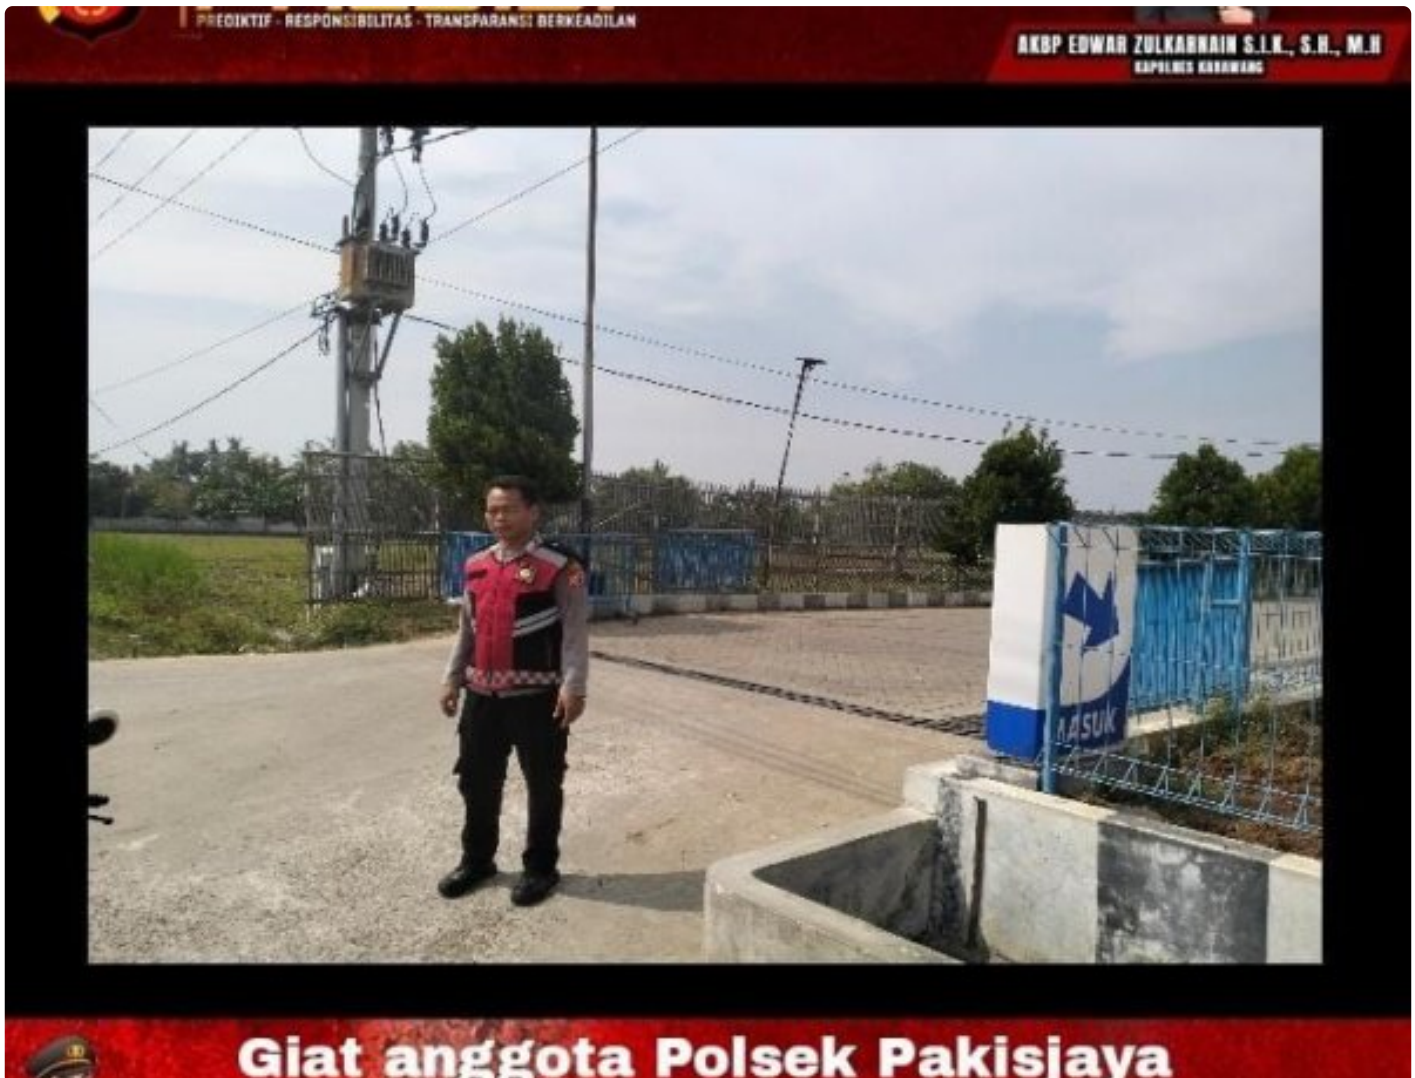 PREDIKTIF - RESPONSIBILITAS - TRANSPARANSI BERKEADILAN
AKBP EDWAR ZULKARNAIN S.I.K., S.H., M.H
KAPOLRES KARAWANG
MASUK
Giat anggota Polsek Pakisjaya